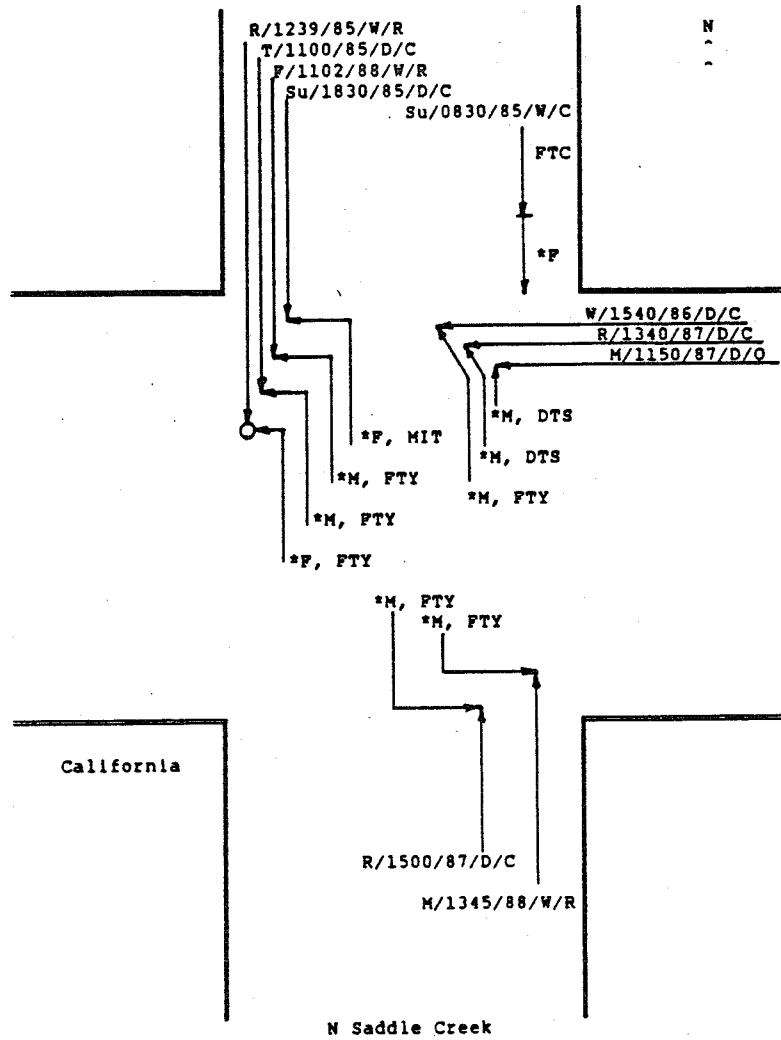 R/1239/85/W/R
N
T/1100/85/D/C
F/1102/88/W/R
Su/1830/85/D/C
Su/0830/85/W/C
FTC
*F
W/1540/86/D/C
R/1340/87/D/C
M/1150/87/D/O
*M, DTS
*F, MIT
*M, DTS
*M, FTY
*M, FTY
*M, FTY
*F, FTY
*M, FTY
*M, FTY
California
R/1500/87/D/C
M/1345/88/W/R
N Saddle Creek